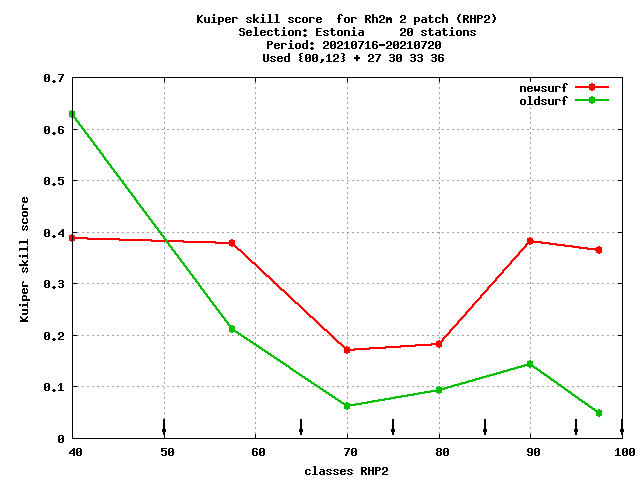 Kuiper skill score  for Rh2m 2 patch (RHP2)
Selection: Estonia     20 stations
Period: 20210716-20210720
Used {00,12} + 27 30 33 36
newsurf
oldsurf
0.7
0.6
0.5
0.4
0.3
0.2
0.1
0
Kuiper skill score
40 50 60 70 80 90 100
classes RHP2